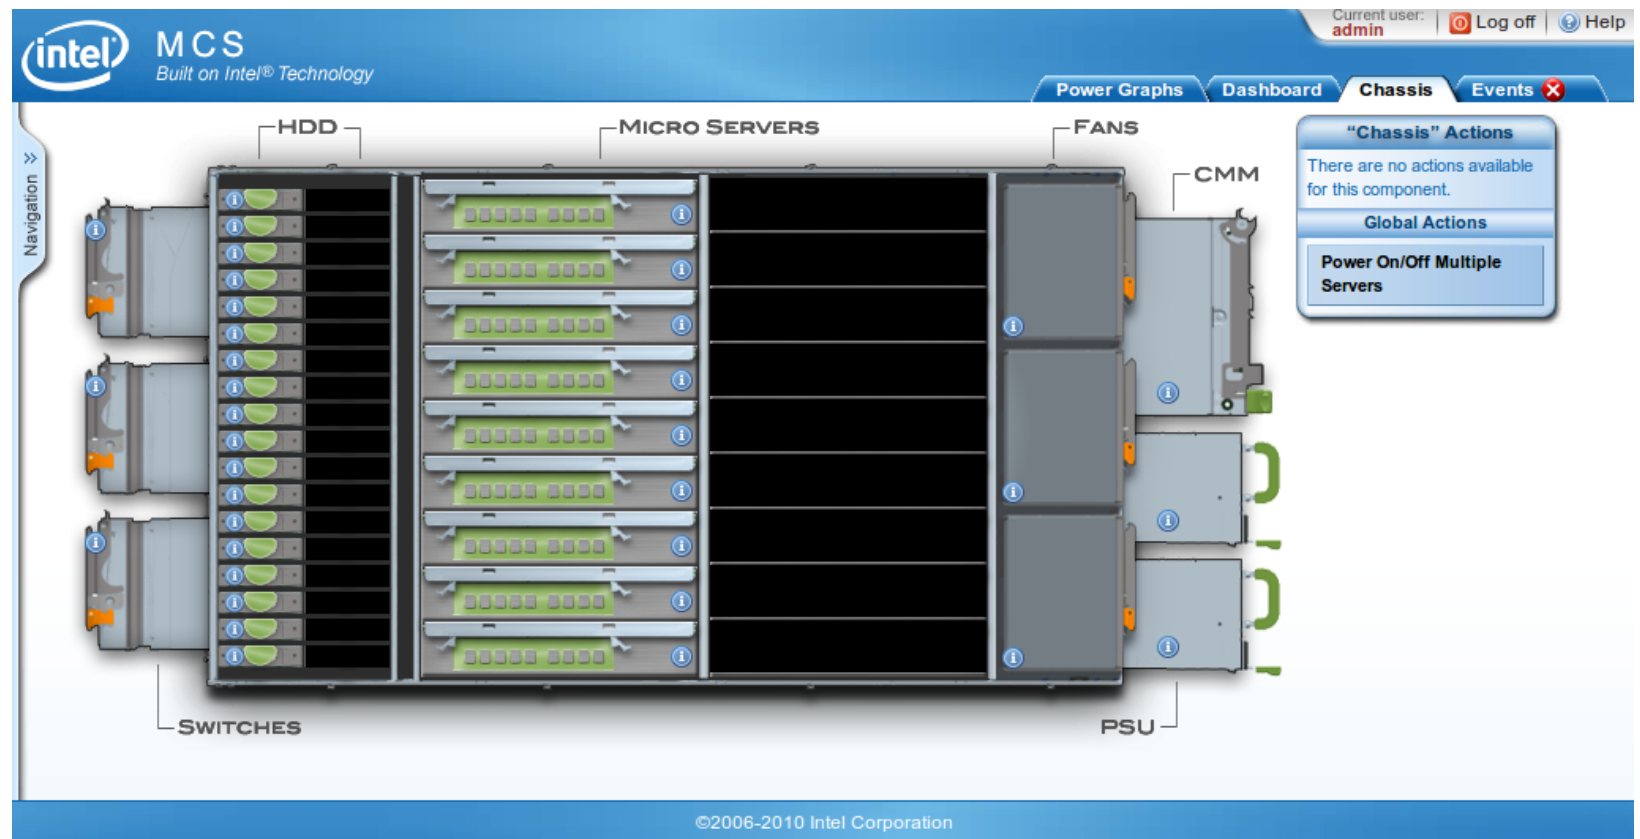 intel
MCS
Built on Intel® Technology
Current user:
admin
Log off
Help
Power Graphs
Dashboard
Chassis
Events
Navigation
HDD
MICRO SERVERS
FANS
CMM
SWITCHES
PSU
“Chassis” Actions
There are no actions available
for this component.
Global Actions
Power On/Off Multiple
Servers
©2006-2010 Intel Corporation